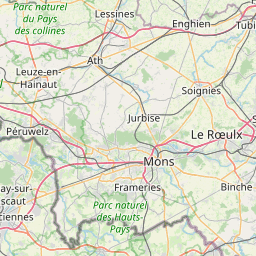 Parc naturel
du Pays
des collines
Lessines
Enghien
Tubi
Leuze-en-
Hainaut
Ath
Soignies
Jurbise
Péruwelz
Le Rœulx
Mons
ay-sur-
scaut
ciennes
Frameries
Binche
Parc naturel
des Hauts-
Pays